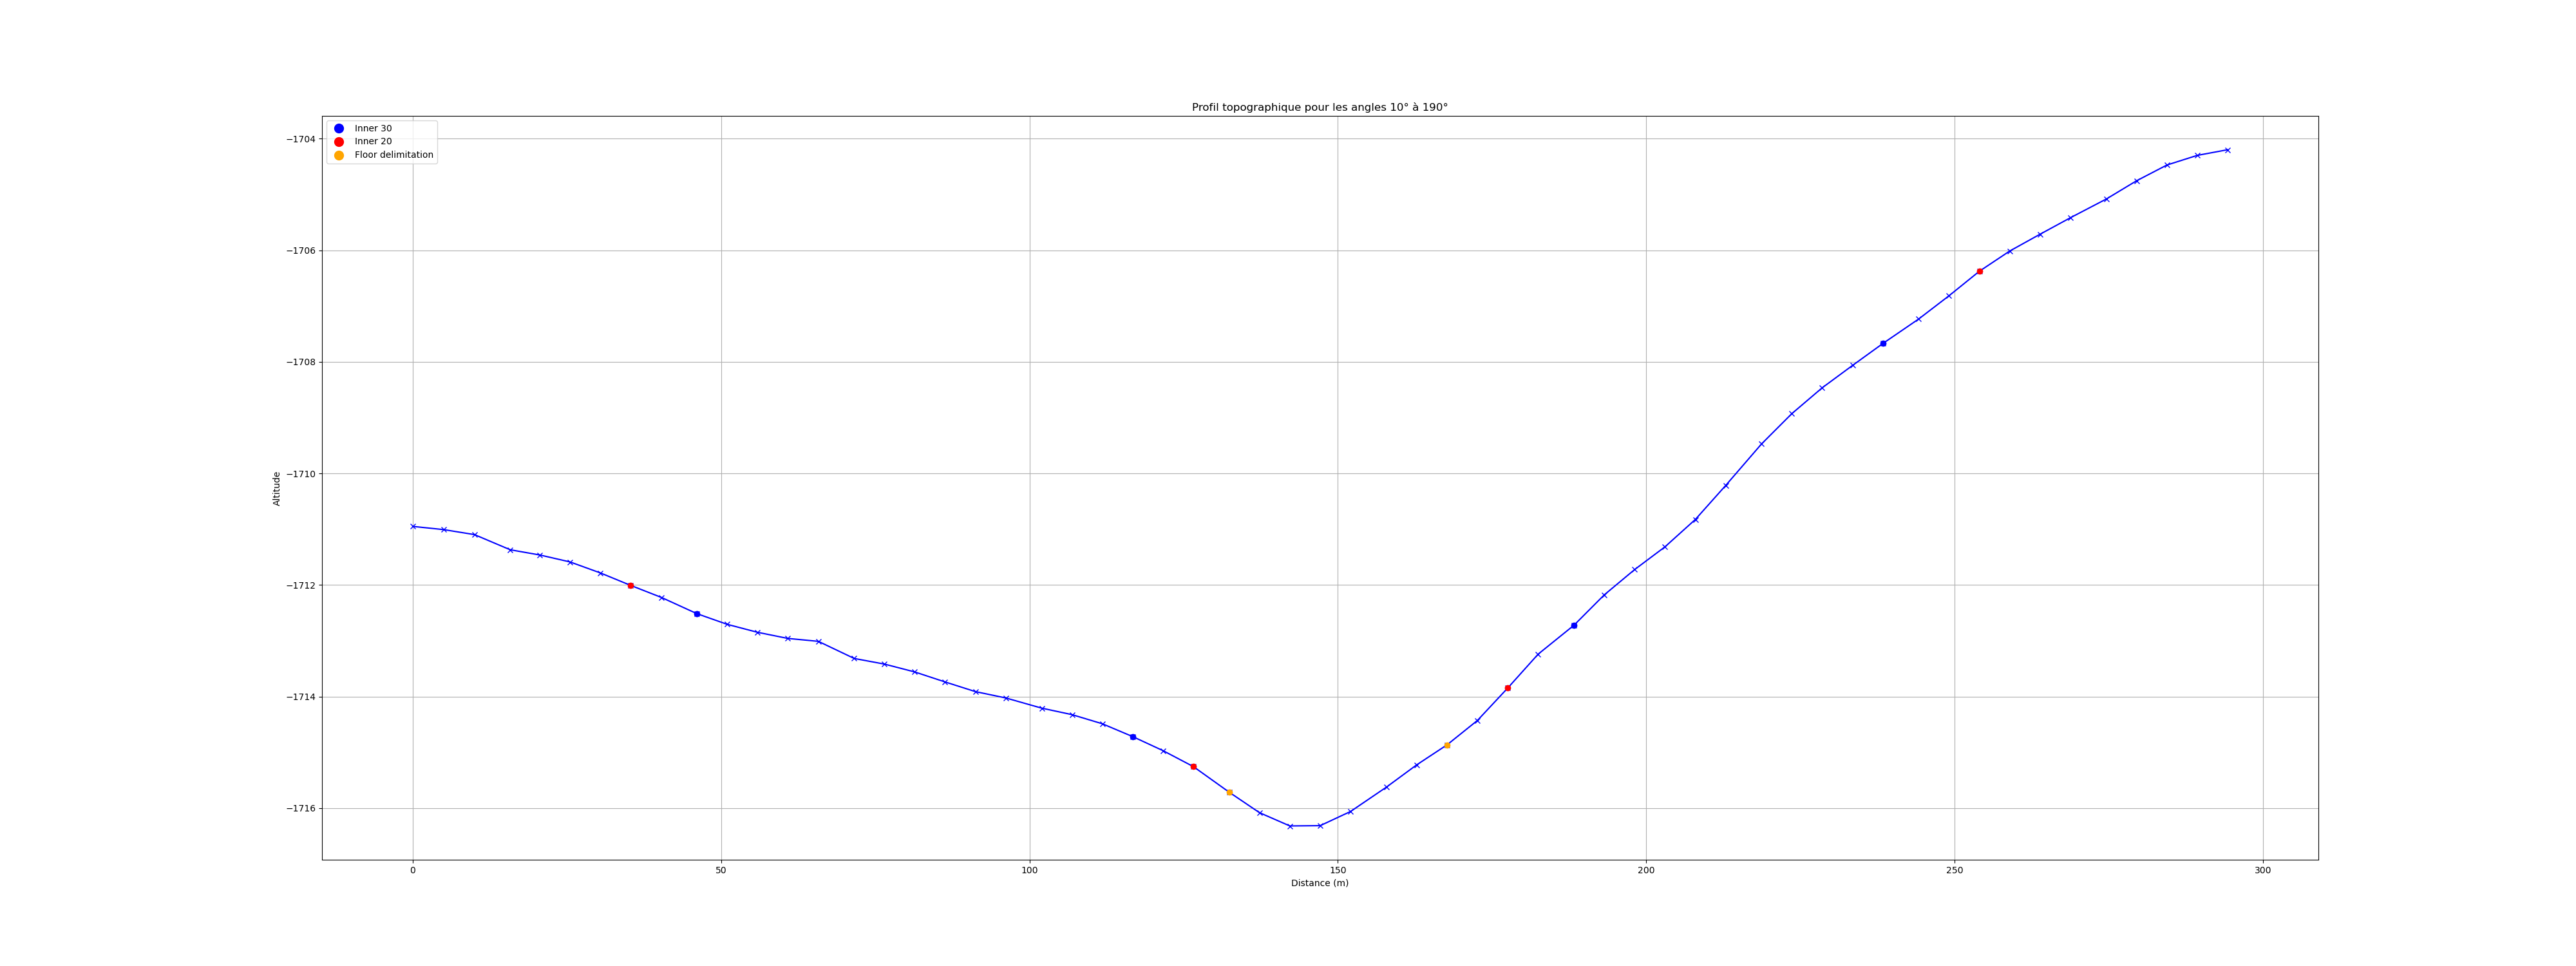 Profil topographique pour les angles 10° à 190°
Inner 30
Inner 20
Floor delimitation
−1704
−1706
−1708
−1710
−1712
−1714
−1716
Altitude
0 50 100 150 200 250 300
Distance (m)